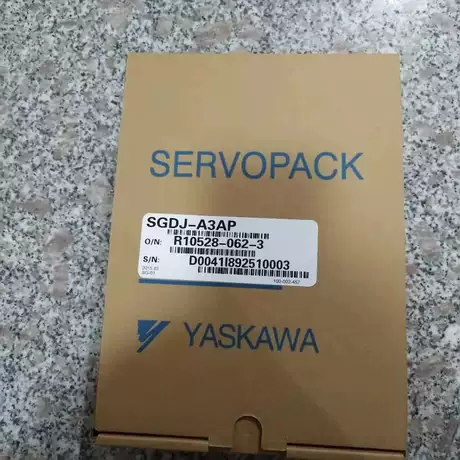 SERVOPACK
SGDJ-A3AP
O/N: R10528-062-3
S/N: D0041I892510003
YASKAWA